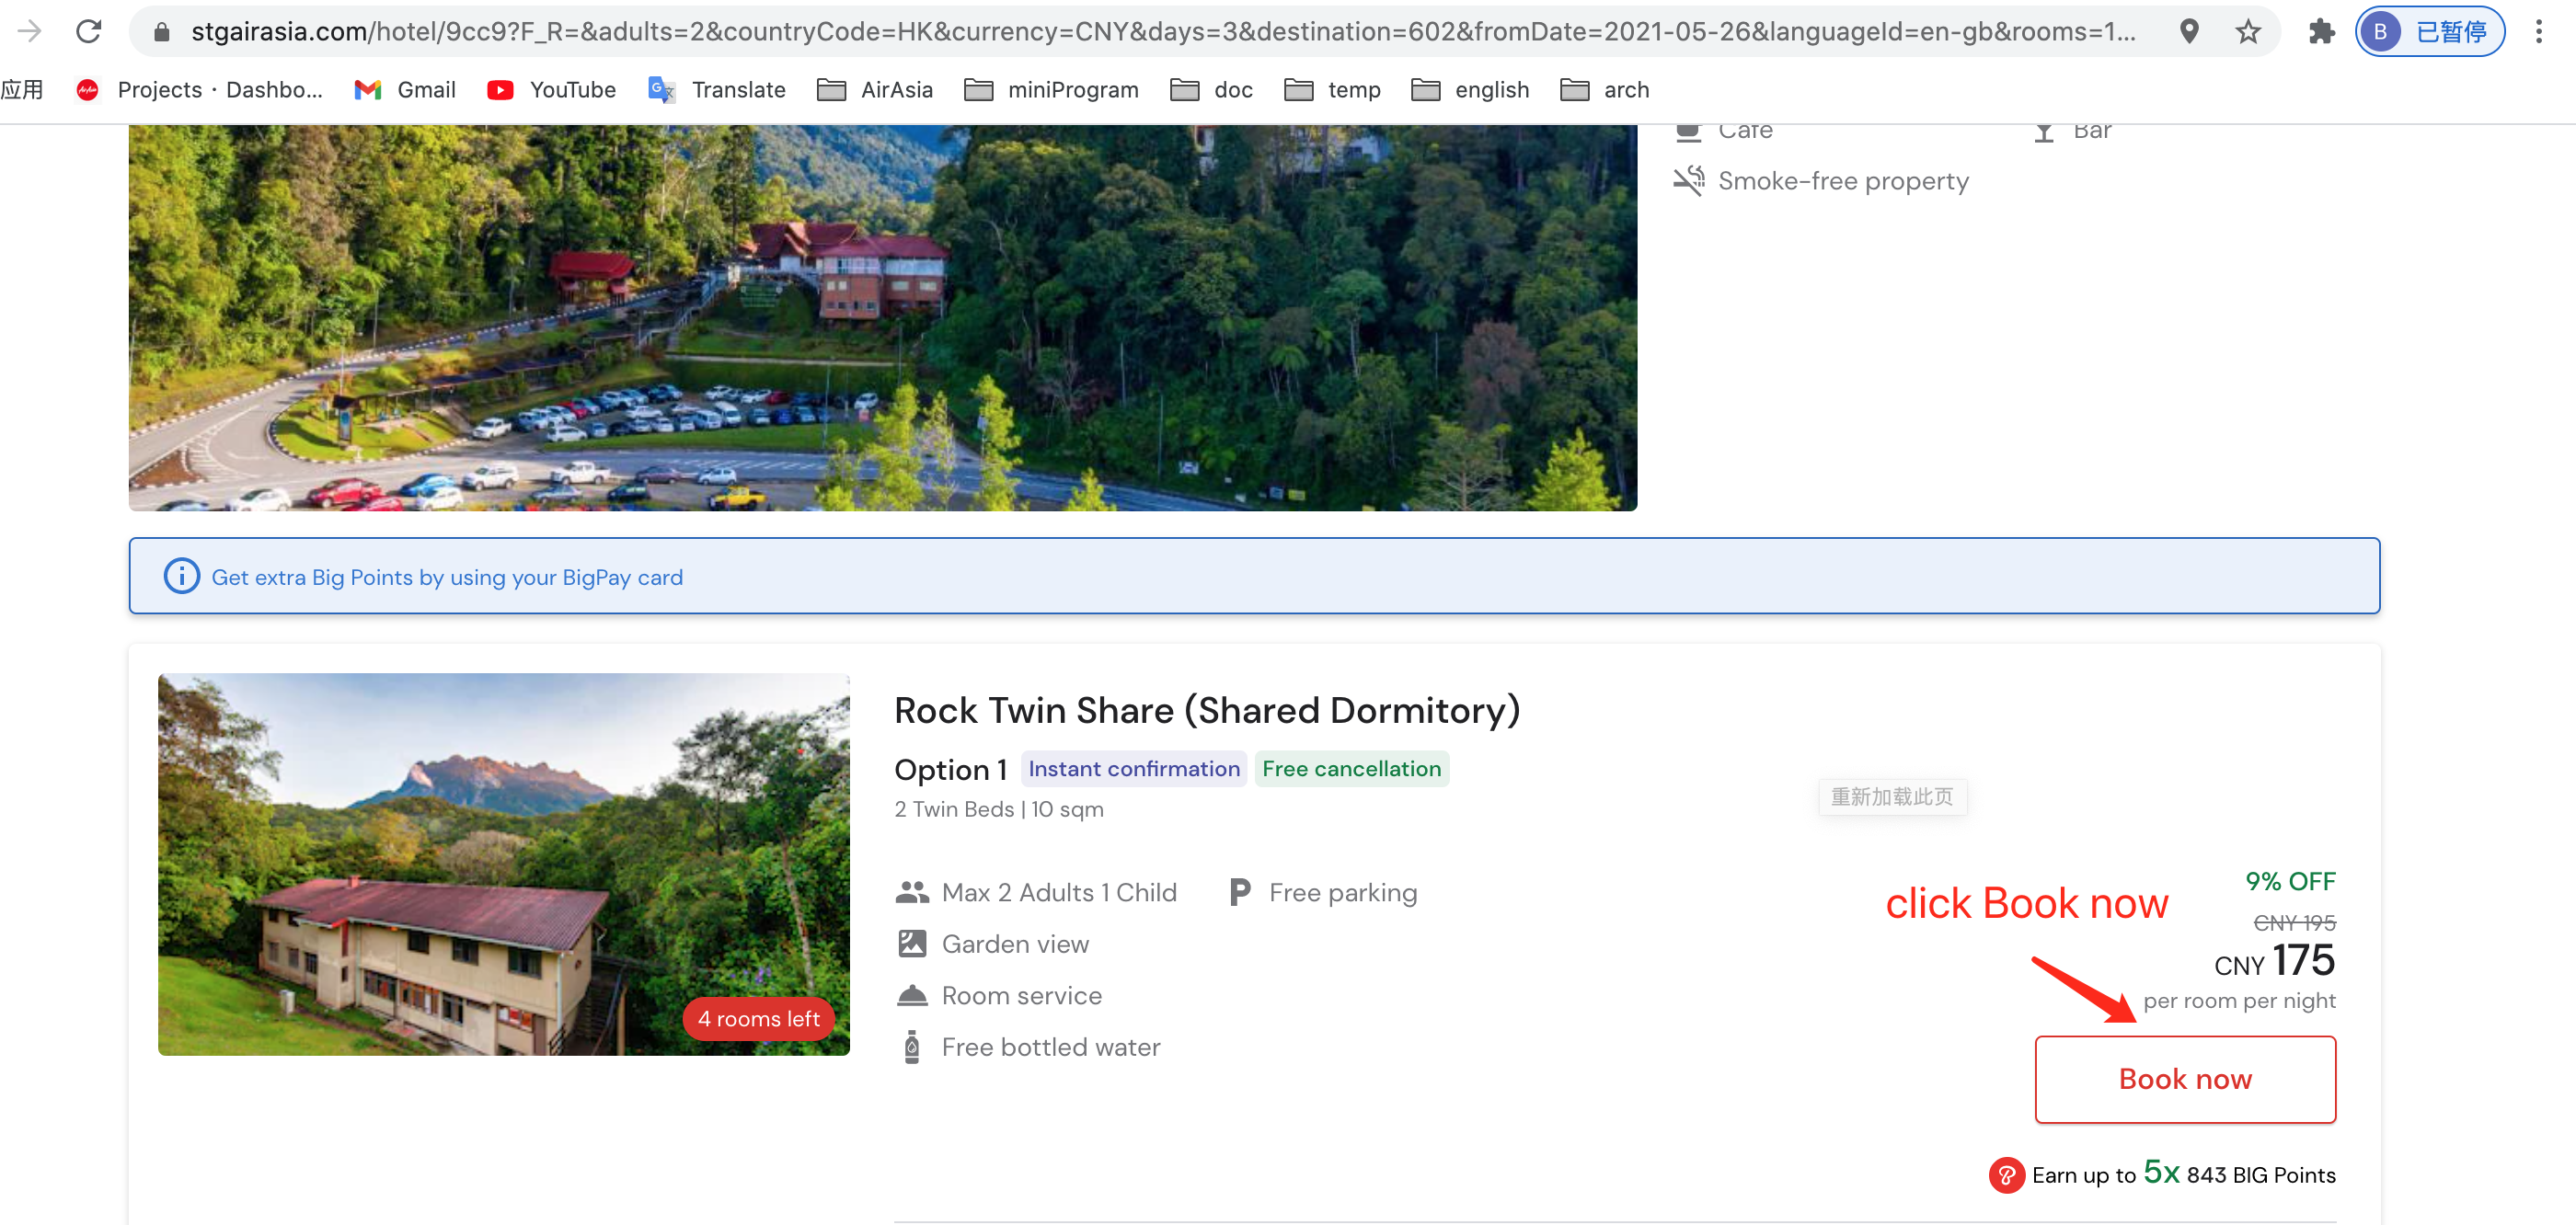 stgairasia.com/hotel/9cc9?F_R=&adults=2&countryCode=HK&currency=CNY&days=3&destination=602&fromDate=2021-05-26&languageId=en-gb&rooms=1...
B 已暂停
应用 Projects · Dashbo... Gmail YouTube Translate AirAsia miniProgram doc temp english arch
Cafe Bar
Smoke-free property
Get extra Big Points by using your BigPay card
Rock Twin Share (Shared Dormitory)
Option 1 Instant confirmation Free cancellation
2 Twin Beds | 10 sqm
重新加载此页
Max 2 Adults 1 Child Free parking
Garden view
Room service
Free bottled water
4 rooms left
click Book now
9% OFF
CNY 195
CNY 175
per room per night
Book now
Earn up to 5x 843 BIG Points